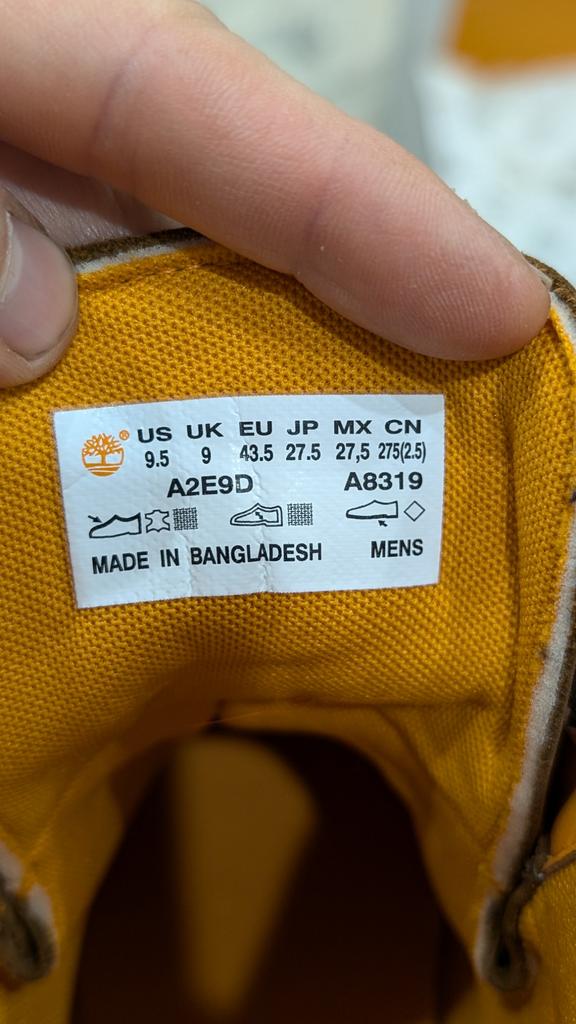 ® US UK EU JP MX CN
9.5 9 43.5 27.5 27,5 275(2.5)
A2E9D A8319
MADE IN BANGLADESH MENS